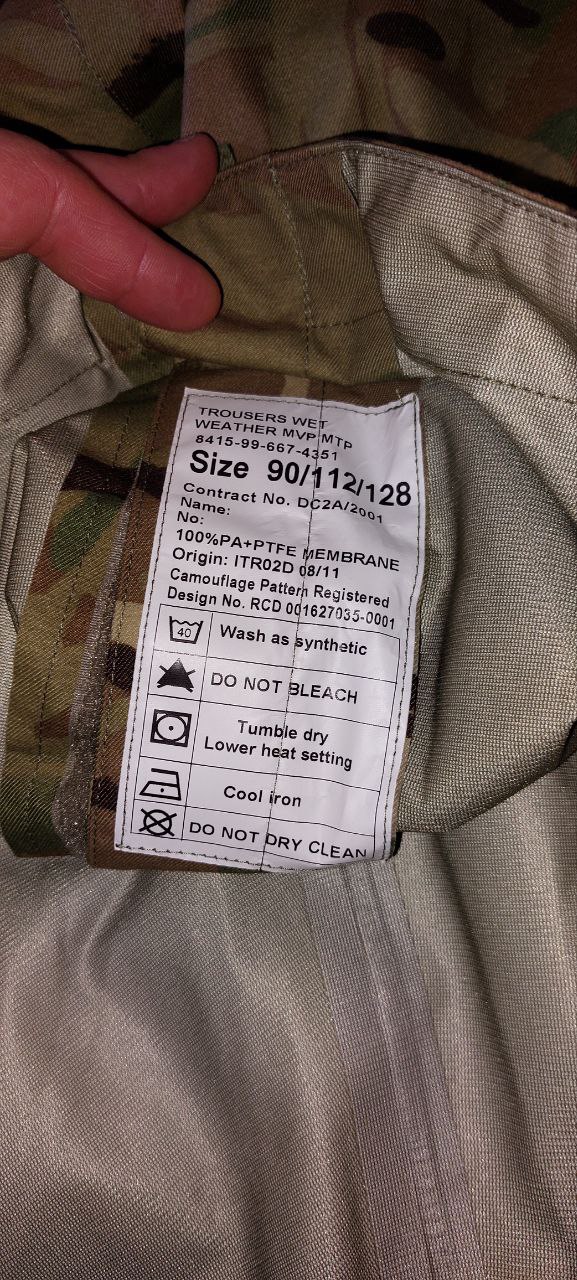 TROUSERS WET
WEATHER MVP MTP
8415-99-667-4351
Size 90/112/128
Contract No. DC2A/2001
Name:
No:
100%PA+PTFE MEMBRANE
Origin: ITR02D 08/11
Camouflage Pattern Registered
Design No. RCD 001627035-0001
40
Wash as synthetic
DO NOT BLEACH
Tumble dry
Lower heat setting
Cool iron
DO NOT DRY CLEAN